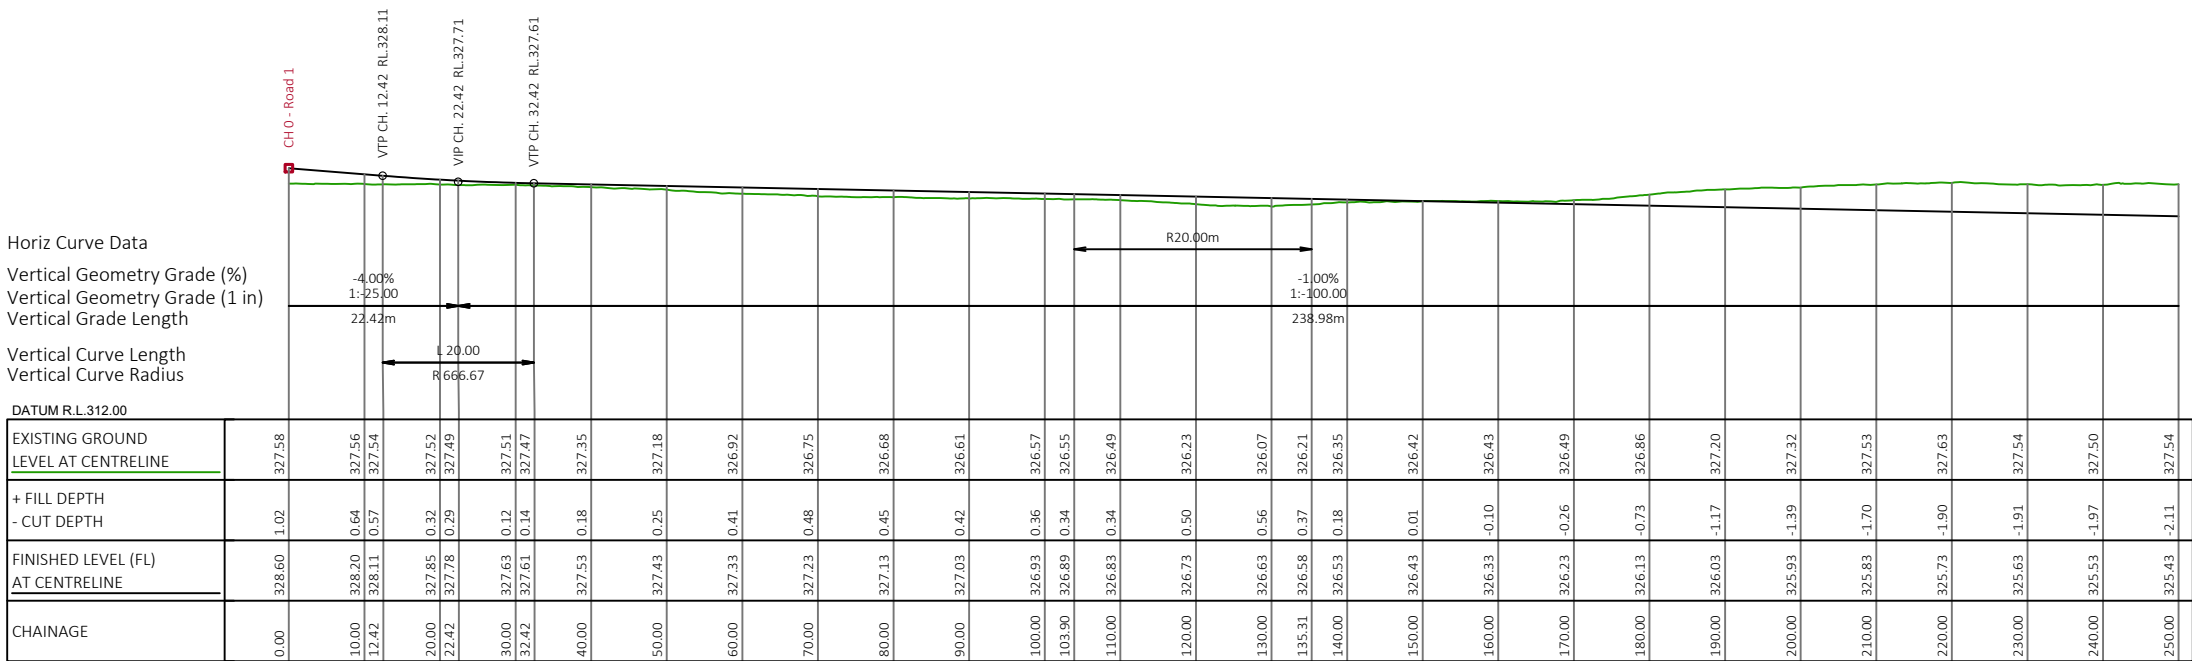 CH 0 - Road 1
VTP CH. 12.42 RL.328.11
VIP CH. 22.42 RL.327.71
VTP CH. 32.42 RL.327.61
Horiz Curve Data
R20.00m
Vertical Geometry Grade (%)
-4.00%
-1.00%
Vertical Geometry Grade (1 in)
1:-25.00
1:-100.00
Vertical Grade Length
22.42m
238.98m
Vertical Curve Length
L 20.00
Vertical Curve Radius
R 666.67
DATUM R.L.312.00
EXISTING GROUND
LEVEL AT CENTRELINE
327.58 327.56 327.54 327.52 327.49 327.51 327.47 327.35 327.18 326.92 326.75 326.68 326.61 326.57 326.55 326.49 326.23 326.07 326.21 326.35 326.42 326.43 326.49 326.86 327.20 327.32 327.53 327.63 327.54 327.50 327.54
+ FILL DEPTH
- CUT DEPTH
1.02 0.64 0.57 0.32 0.29 0.12 0.14 0.18 0.25 0.41 0.48 0.45 0.42 0.36 0.34 0.34 0.50 0.56 0.37 0.18 0.01 -0.10 -0.26 -0.73 -1.17 -1.39 -1.70 -1.90 -1.91 -1.97 -2.11
FINISHED LEVEL (FL)
AT CENTRELINE
328.60 328.20 328.11 327.85 327.78 327.63 327.61 327.53 327.43 327.33 327.23 327.13 327.03 326.93 326.89 326.83 326.73 326.63 326.58 326.53 326.43 326.33 326.23 326.13 326.03 325.93 325.83 325.73 325.63 325.53 325.43
CHAINAGE
0.00 10.00 12.42 20.00 22.42 30.00 32.42 40.00 50.00 60.00 70.00 80.00 90.00 100.00 103.90 110.00 120.00 130.00 135.31 140.00 150.00 160.00 170.00 180.00 190.00 200.00 210.00 220.00 230.00 240.00 250.00